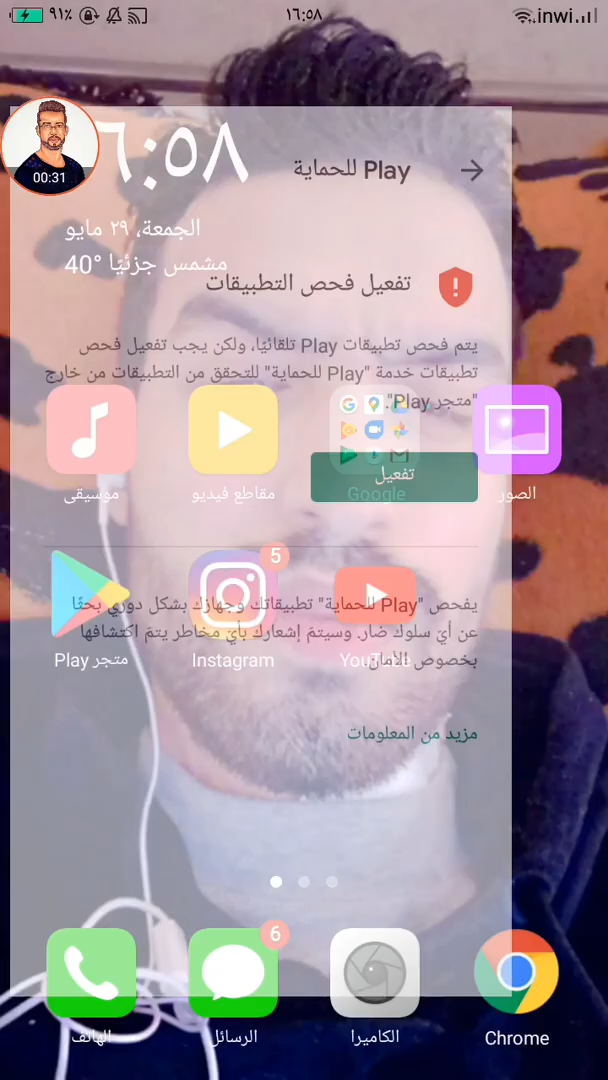 ٩١٪ ١٦:٥٨ inwi
٦:٥٨
00:31
Play للحماية
الجمعة، ٢٩ مايو
مشمس جزئيًا °40
تفعيل فحص التطبيقات
يتم فحص تطبيقات Play تلقائيًا، ولكن يجب تفعيل فحص
تطبيقات خدمة "Play للحماية" للتحقق من التطبيقات من خارج
"متجر Play".
تفعيل
موسيقى
مقاطع فيديو
Google
الصور
5
يفحص "Play للحماية" تطبيقاتك وجهازك بشكل دوري بحثًا
عن أيّ سلوك ضار. وسيتمّ إشعارك بأيّ مخاطر يتمّ اكتشافها
بخصوص الأمان.
متجر Play
Instagram
YouTube
مزيد من المعلومات
6
الهاتف
الرسائل
الكاميرا
Chrome